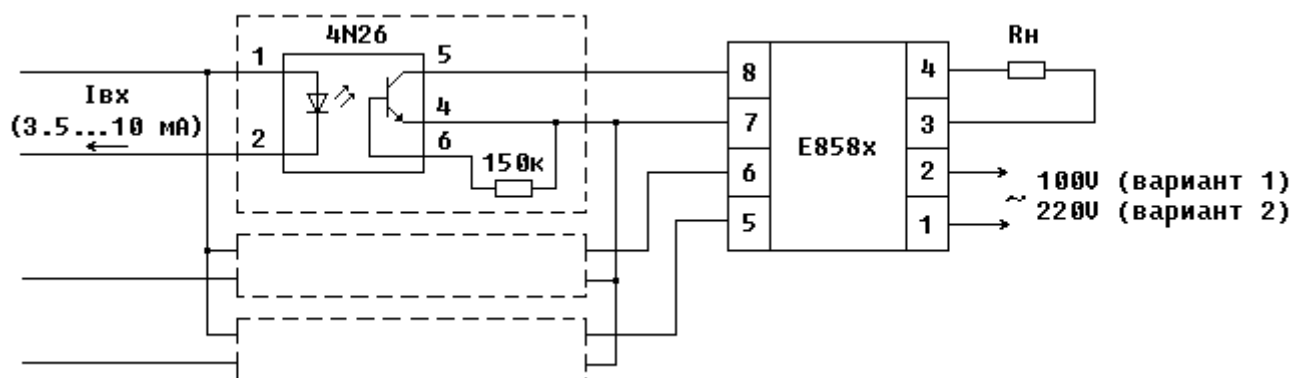 4N26
1
5
Iвх
(3.5...10 мА)
4
2
6
150к
8
7
6
5
E858x
4
3
2
1
Rн
~
100V (вариант 1)
220V (вариант 2)